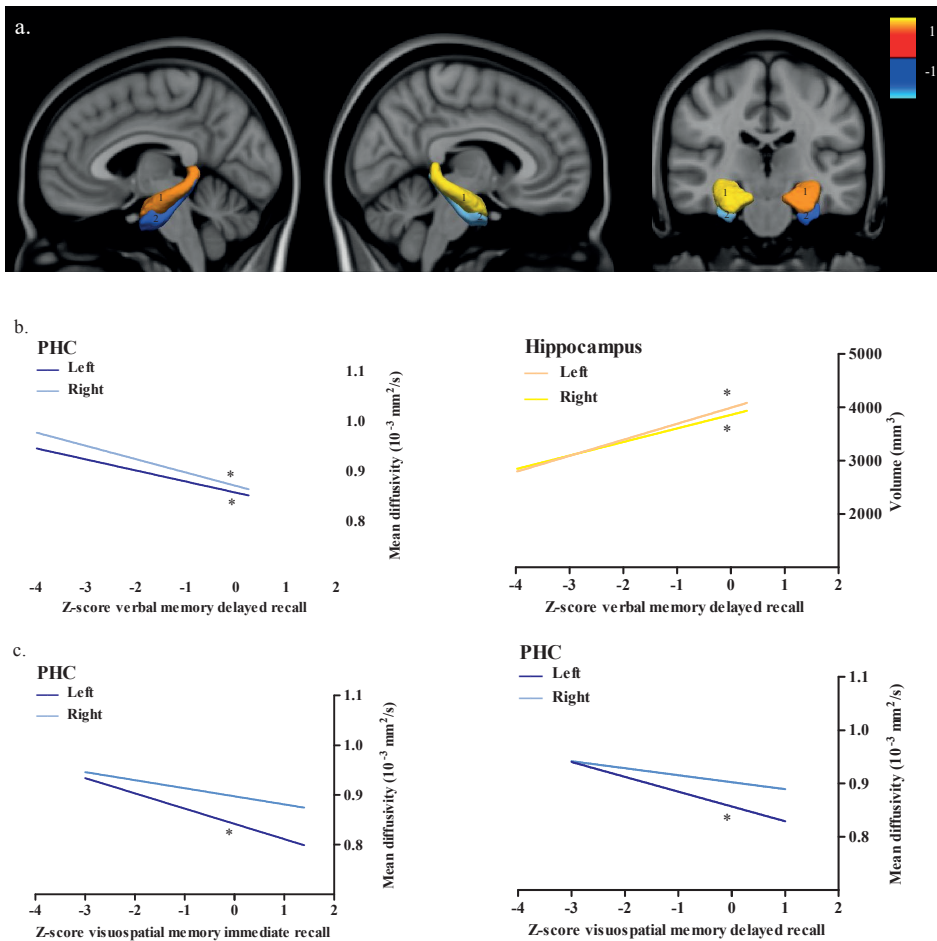 a.
1
-1
1
2
1
2
1
1
2
2
b.
PHC
Left
Right
1.1
1.0
0.9
0.8
Mean diffusivity (10⁻³ mm²/s)
*
*
-4 -3 -2 -1 0 1 2
Z-score verbal memory delayed recall
Hippocampus
Left
Right
5000
4000
3000
2000
Volume (mm³)
*
*
-4 -3 -2 -1 0 1 2
Z-score verbal memory delayed recall
c.
PHC
Left
Right
1.1
1.0
0.9
0.8
Mean diffusivity (10⁻³ mm²/s)
*
-4 -3 -2 -1 0 1 2
Z-score visuospatial memory immediate recall
PHC
Left
Right
1.1
1.0
0.9
0.8
Mean diffusivity (10⁻³ mm²/s)
*
-4 -3 -2 -1 0 1 2
Z-score visuospatial memory delayed recall